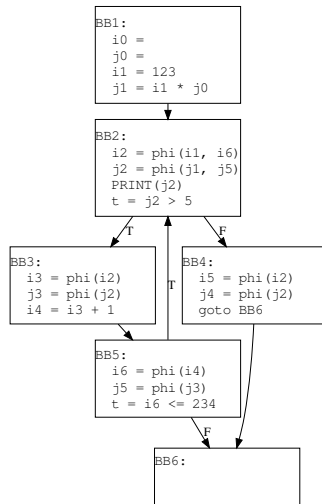 BB1:
i0 =
j0 =
i1 = 123
j1 = i1 * j0
BB2:
i2 = phi(i1, i6)
j2 = phi(j1, j5)
PRINT(j2)
t = j2 > 5
T
F
BB3:
i3 = phi(i2)
j3 = phi(j2)
i4 = i3 + 1
T
BB4:
i5 = phi(i2)
j4 = phi(j2)
goto BB6
BB5:
i6 = phi(i4)
j5 = phi(j3)
t = i6 <= 234
F
BB6: